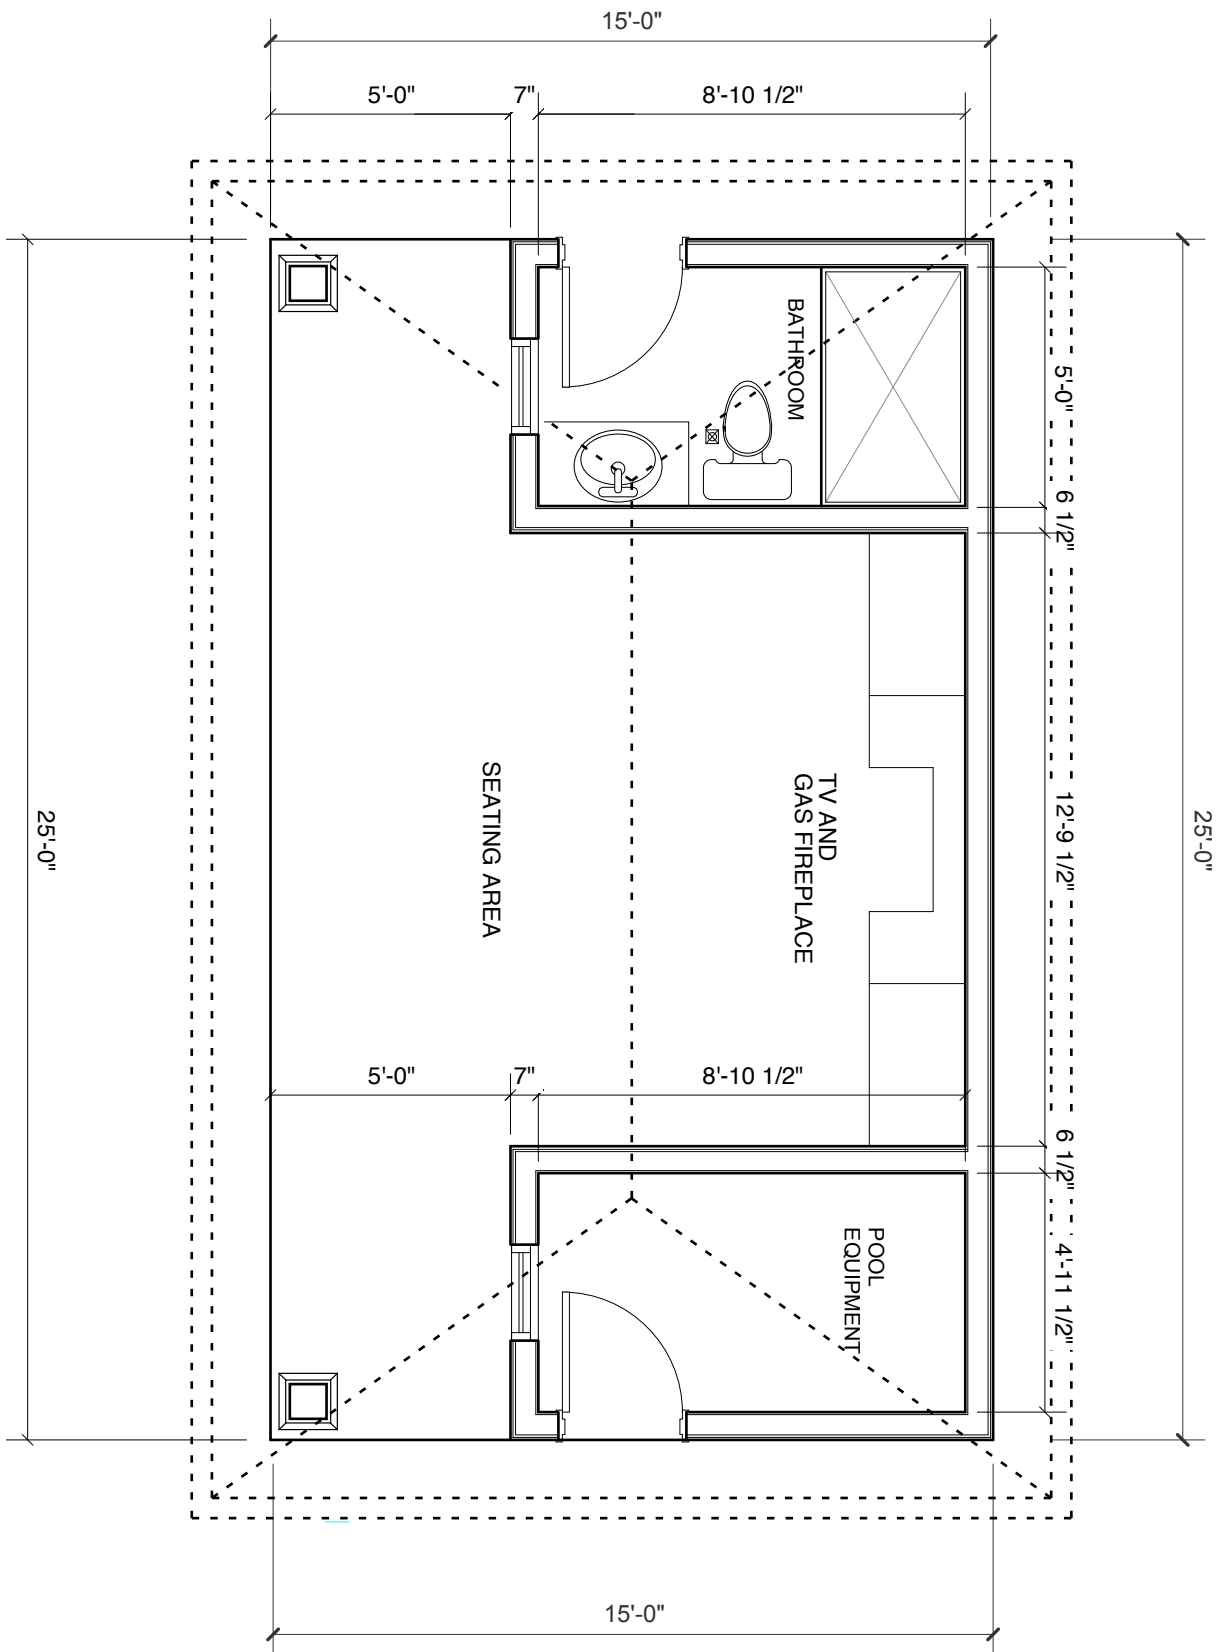 15'-0"
5'-0"
7"
8'-10 1/2"
BATHROOM
5'-0"
6 1/2"
SEATING AREA
TV AND
GAS FIREPLACE
12'-9 1/2"
25'-0"
25'-0"
5'-0"
7"
8'-10 1/2"
6 1/2"
POOL
EQUIPMENT
4'-11 1/2"
15'-0"